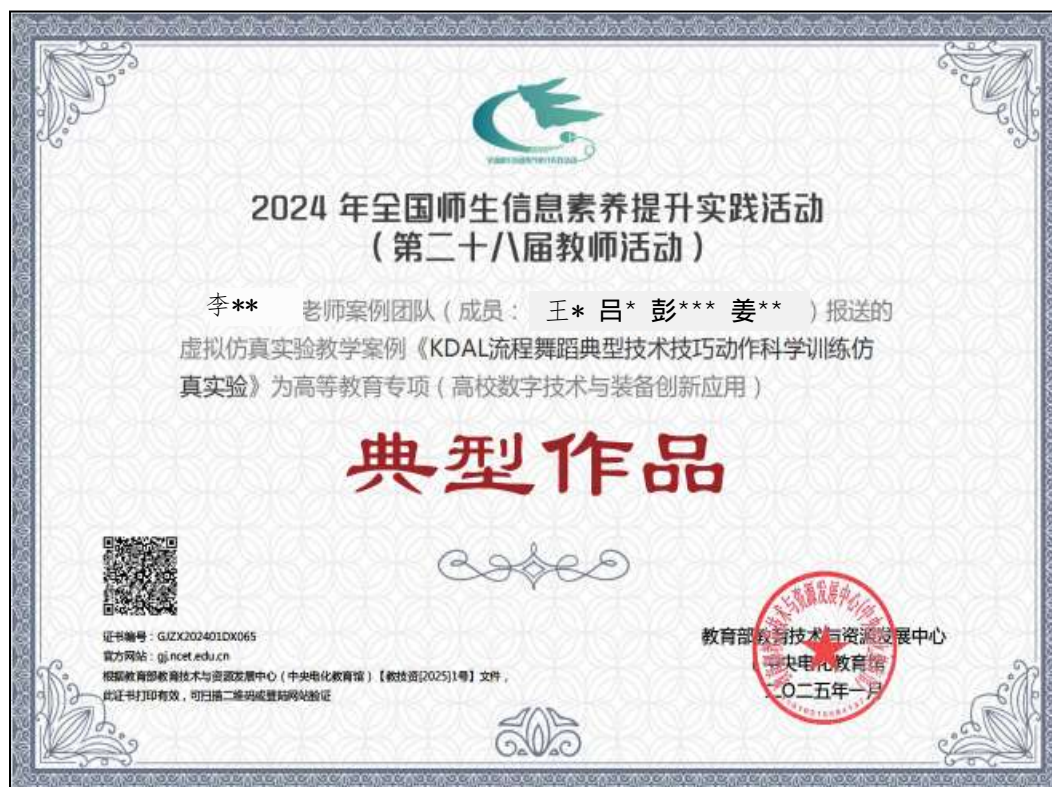 2024 年全国师生信息素养提升实践活动
（第二十八届教师活动）
李** 老师案例团队（成员： 王* 吕* 彭*** 姜** ）报送的
虚拟仿真实验教学案例《KDAL流程舞蹈典型技术技巧动作科学训练仿
真实验》为高等教育专项（高校数字技术与装备创新应用）
典型作品
证书编号：GJZX202401DX065
官方网站：gj.ncet.edu.cn
根据教育部教育技术与资源发展中心（中央电化教育馆）【教技资[2025]1号】文件，
此证书打印有效，可扫描二维码或登陆网站验证
教育部教育技术与资源发展中心
（中央电化教育馆
二〇二五年一月